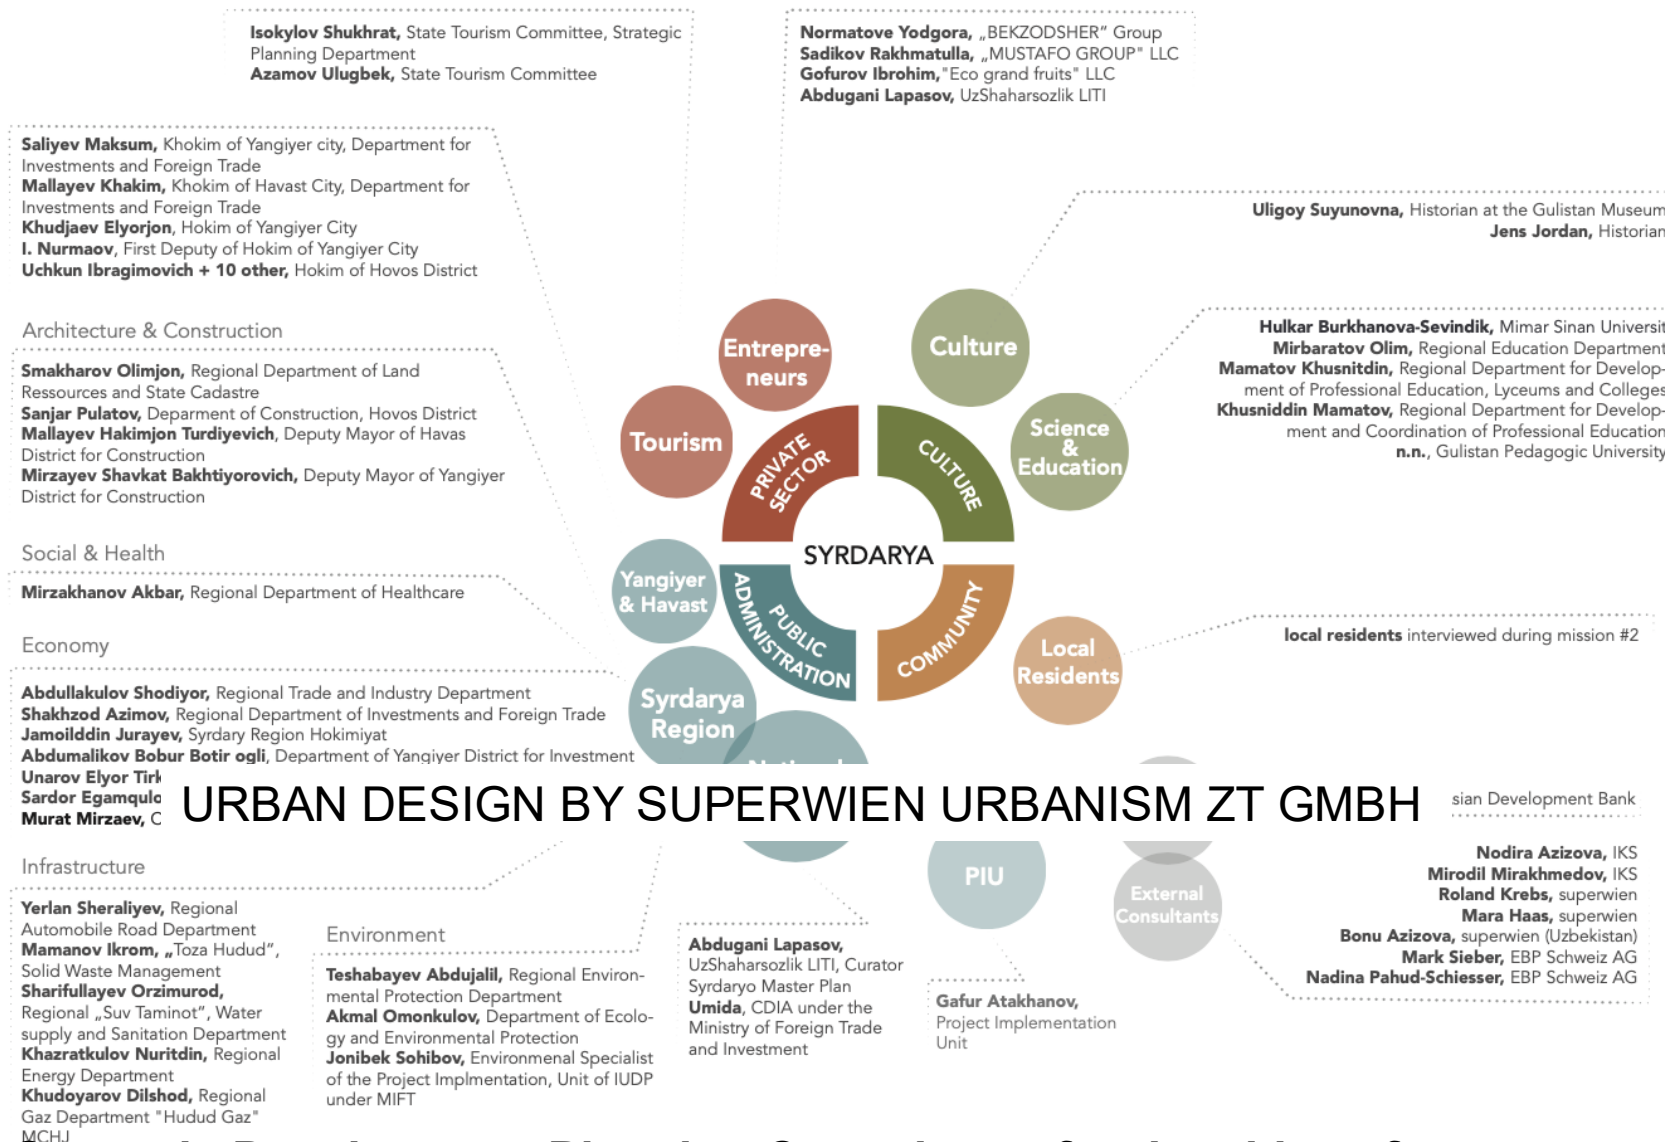 Isokylov Shukhrat, State Tourism Committee, Strategic
Planning Department
Azamov Ulugbek, State Tourism Committee
Normatove Yodgora, „BEKZODSHER” Group
Sadikov Rakhmatulla, „MUSTAFO GROUP" LLC
Gofurov Ibrohim,"Eco grand fruits" LLC
Abdugani Lapasov, UzShaharsozlik LITI
Saliyev Maksum, Khokim of Yangiyer city, Department for
Investments and Foreign Trade
Mallayev Khakim, Khokim of Havast City, Department for
Investments and Foreign Trade
Khudjaev Elyorjon, Hokim of Yangiyer City
I. Nurmaov, First Deputy of Hokim of Yangiyer City
Uchkun Ibragimovich + 10 other, Hokim of Hovos District
Uligoy Suyunovna, Historian at the Gulistan Museum
Jens Jordan, Historian
Architecture & Construction
Smakharov Olimjon, Regional Department of Land
Ressources and State Cadastre
Sanjar Pulatov, Deparment of Construction, Hovos District
Mallayev Hakimjon Turdiyevich, Deputy Mayor of Havas
District for Construction
Mirzayev Shavkat Bakhtiyorovich, Deputy Mayor of Yangiyer
District for Construction
Hulkar Burkhanova-Sevindik, Mimar Sinan Universit
Mirbaratov Olim, Regional Education Department
Mamatov Khusnitdin, Regional Department for Develop-
ment of Professional Education, Lyceums and Colleges
Khusniddin Mamatov, Regional Department for Develop-
ment and Coordination of Professional Education
n.n., Gulistan Pedagogic University
Entrepre-
neurs
Culture
Tourism
Science
&
Education
PRIVATE
SECTOR
CULTURE
SYRDARYA
PUBLIC
ADMINISTRATION
COMMUNITY
Yangiyer
& Havast
Local
Residents
Syrdarya
Region
Social & Health
Mirzakhanov Akbar, Regional Department of Healthcare
local residents interviewed during mission #2
Economy
Abdullakulov Shodiyor, Regional Trade and Industry Department
Shakhzod Azimov, Regional Department of Investments and Foreign Trade
Jamoilddin Jurayev, Syrdary Region Hokimiyat
Abdumalikov Bobur Botir ogli, Department of Yangiyer District for Investment
Unarov Elyor
Sardor
Murat Mirzaev,
URBAN DESIGN BY SUPERWIEN URBANISM ZT GMBH
Development Bank
PIU
External
Consultants
Nodira Azizova, IKS
Mirodil Mirakhmedov, IKS
Roland Krebs, superwien
Mara Haas, superwien
Bonu Azizova, superwien (Uzbekistan)
Mark Sieber, EBP Schweiz AG
Nadina Pahud-Schiesser, EBP Schweiz AG
Infrastructure
Yerlan Sheraliyev, Regional
Automobile Road Department
Mamanov Ikrom, „Toza Hudud“,
Solid Waste Management
Sharifullayev Orzimurod,
Regional „Suv Taminot“, Water
supply and Sanitation Department
Khazratkulov Nuritdin, Regional
Energy Department
Khudoyarov Dilshod, Regional
Gaz Department "Hudud Gaz"
MCHJ
Environment
Teshabayev Abdujalil, Regional Environ-
mental Protection Department
Akmal Omonkulov, Department of Ecolo-
gy and Environmental Protection
Jonibek Sohibov, Environmenal Specialist
of the Project Implmentation, Unit of IUDP
under MIFT
Abdugani Lapasov,
UzShaharsozlik LITI, Curator
Syrdaryo Master Plan
Umida, CDIA under the
Ministry of Foreign Trade
and Investment
Gafur Atakhanov,
Project Implementation
Unit